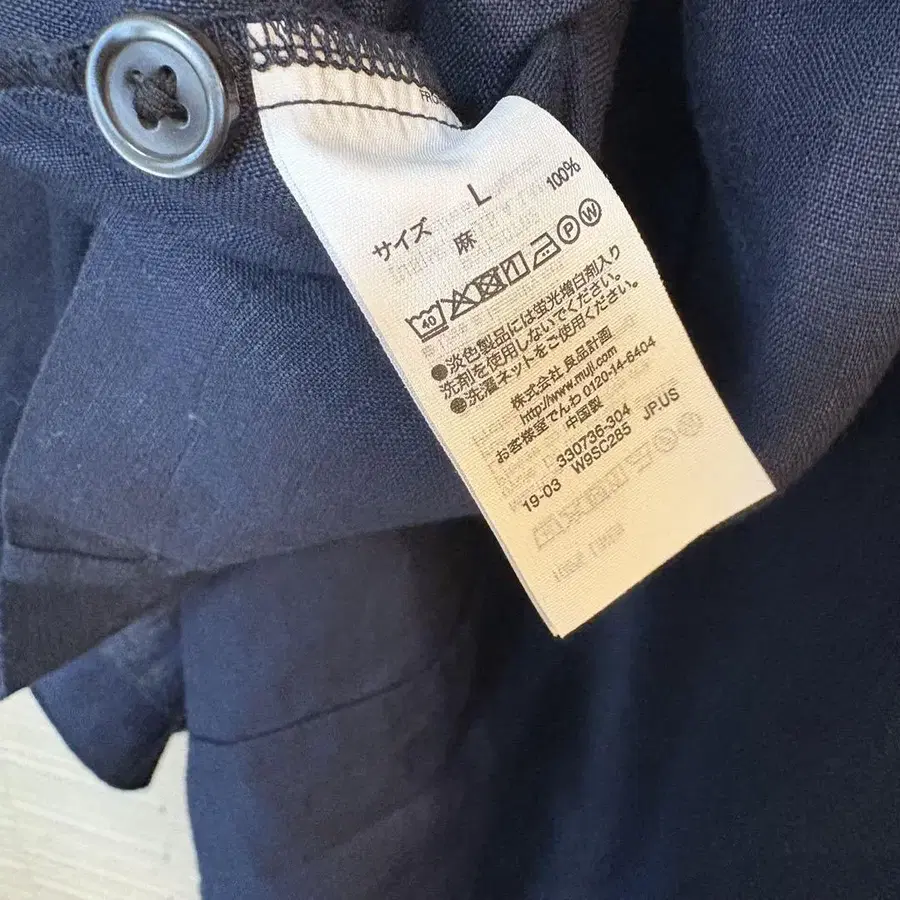 サイズ L
麻 100%
40 P W
●淡色製品には蛍光増白剤入り
洗剤を使用しないでください。
●洗濯ネットをご使用ください。
株式会社 良品計画
http://www.muji.com
お客様室でんわ 0120-14-6404
中国製
330736-304
19-03 W9SC285 JP.US